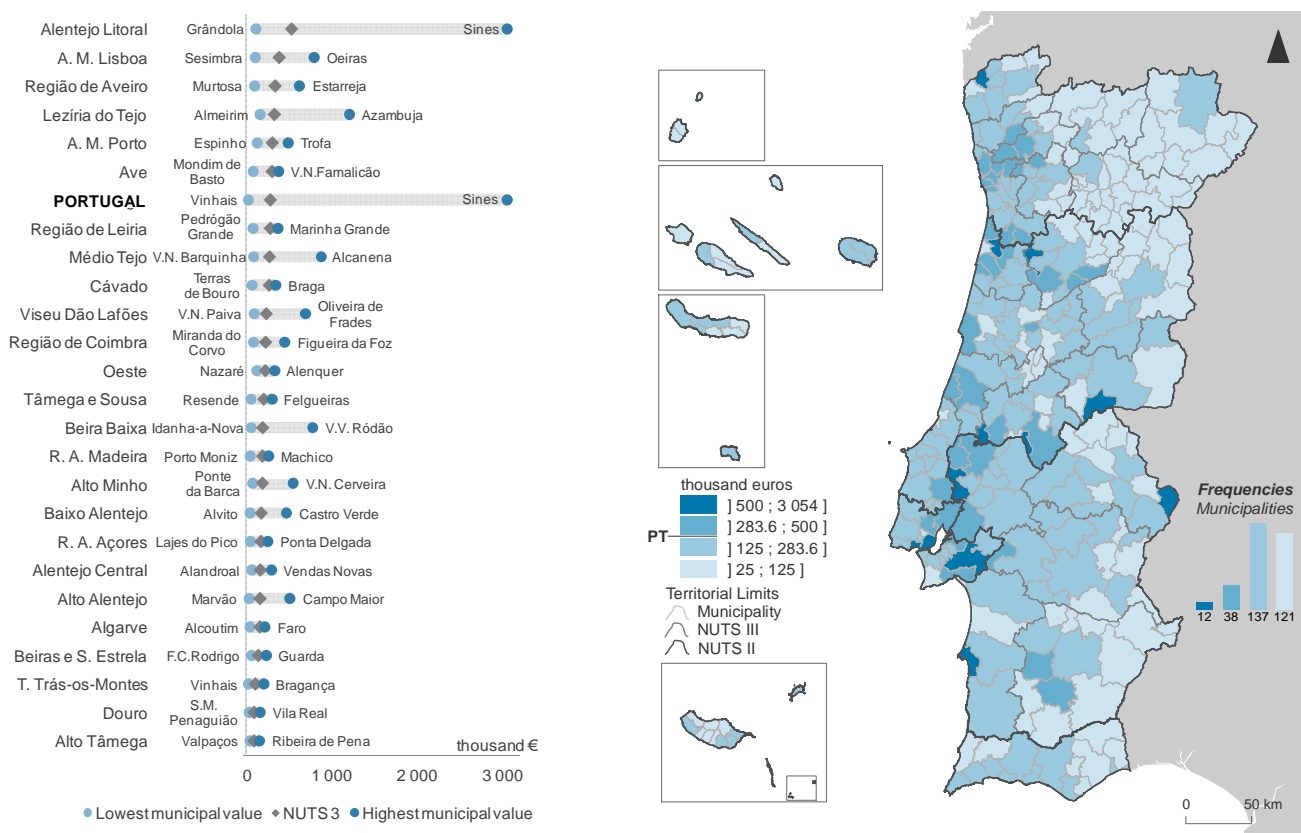 Alentejo Litoral Grândola Sines
A. M. Lisboa Sesimbra Oeiras
Região de Aveiro Murtosa Estarreja
Lezíria do Tejo Almeirim Azambuja
A. M. Porto Espinho Trofa
Ave Mondim de
Basto V.N.Famalicão
PORTUGAL Vinhais Sines
Região de Leiria Pedrógão
Grande Marinha Grande
Médio Tejo V.N. Barquinha Alcanena
Cávado Terras
de Bouro Braga
Viseu Dão Lafões V.N. Paiva Oliveira de
Frades
Região de Coimbra Miranda do
Corvo Figueira da Foz
Oeste Nazaré Alenquer
Tâmega e Sousa Resende Felgueiras
Beira Baixa Idanha-a-Nova V.V. Ródão
R. A. Madeira Porto Moniz Machico
Alto Minho Ponte
da Barca V.N. Cerveira
Baixo Alentejo Alvito Castro Verde
R. A. Açores Lajes do Pico Ponta Delgada
Alentejo Central Alandroal Vendas Novas
Alto Alentejo Marvão Campo Maior
Algarve Alcoutim Faro
Beiras e S. Estrela F.C.Rodrigo Guarda
T. Trás-os-Montes Vinhais Bragança
Douro S.M.
Penaguião Vila Real
Alto Tâmega Valpaços Ribeira de Pena
thousand €
0 1 000 2 000 3 000
Lowest municipal value NUTS 3 Highest municipal value
thousand euros
] 500 ; 3 054 ]
] 283.6 ; 500 ]
PT
] 125 ; 283.6 ]
] 25 ; 125 ]
Territorial Limits
Municipality
NUTS III
NUTS II
Frequencies
Municipalities
12 38 137 121
0 50 km